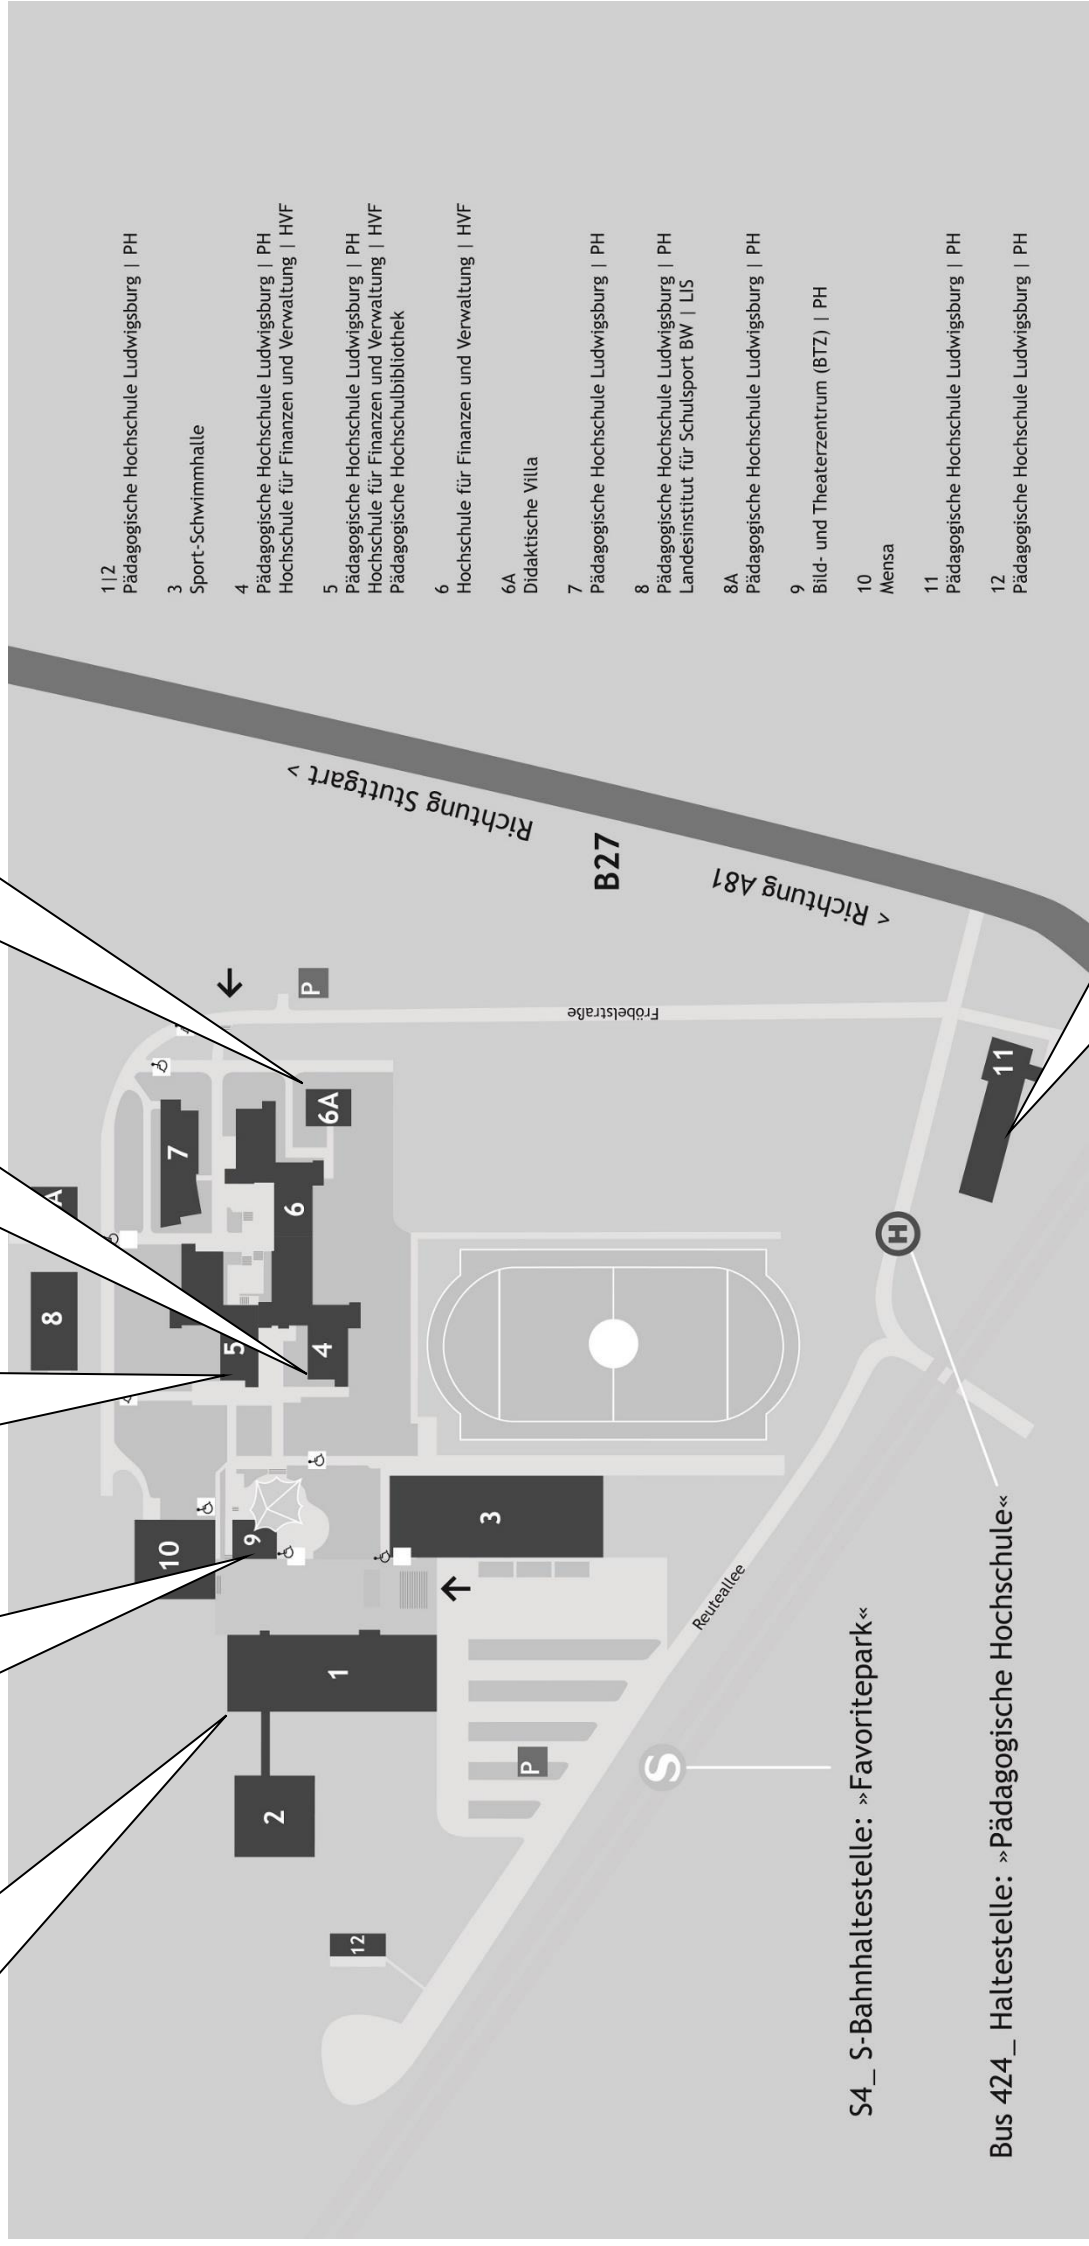 1|2
Pädagogische Hochschule Ludwigsburg | PH
3
Sport-Schwimmhalle
4
Pädagogische Hochschule Ludwigsburg | PH
Hochschule für Finanzen und Verwaltung | HVF
5
Pädagogische Hochschule Ludwigsburg | PH
Hochschule für Finanzen und Verwaltung | HVF
Pädagogische Hochschulbibliothek
6
Hochschule für Finanzen und Verwaltung | HVF
6A
Didaktische Villa
7
Pädagogische Hochschule Ludwigsburg | PH
8
Pädagogische Hochschule Ludwigsburg | PH
Landesinstitut für Schulsport BW | LIS
8A
Pädagogische Hochschule Ludwigsburg | PH
9
Bild- und Theaterzentrum (BTZ) | PH
10
Mensa
11
Pädagogische Hochschule Ludwigsburg | PH
12
Pädagogische Hochschule Ludwigsburg | PH
Richtung Stuttgart >
B27
< Richtung A81
P
Fröbelstraße
6A
7
A
6
8
5
4
11
H
10
9
3
1
2
P
Reuteallee
S
12
S4_ S-Bahnhaltestelle: »Favoritepark«
Bus 424_ Haltestelle: »Pädagogische Hochschule«